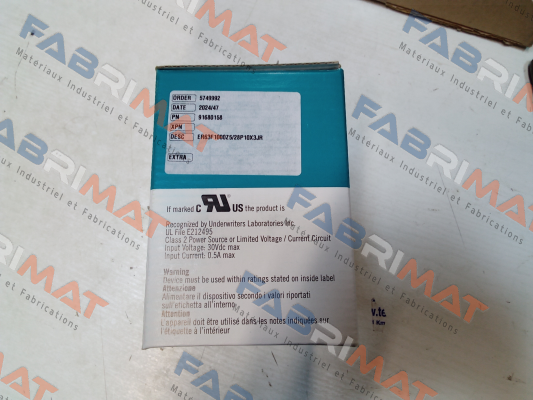 ORDER 5749992
DATE 2024/47
PN 91680158
XPN
DESC ER63F1000Z5/28P10X3JR
EXTRA
If marked C RU US the product is
Recognized by Underwriters Laboratories Inc.
UL File E212495
Class 2 Power Source or Limited Voltage / Current Circuit
Input Voltage: 30Vdc max
Input Current: 0.5A max
Warning
Device must be used within ratings stated on inside label
Attenzione
Alimentare il dispositivo secondo i valori riportati
sull'etichetta all'interno
Attention
L'appareil doit être utilisé dans les notes indiquées sur
l'étiquette à l'intérieur
FABRIMAT
Materiaux Industriel et Fabrications